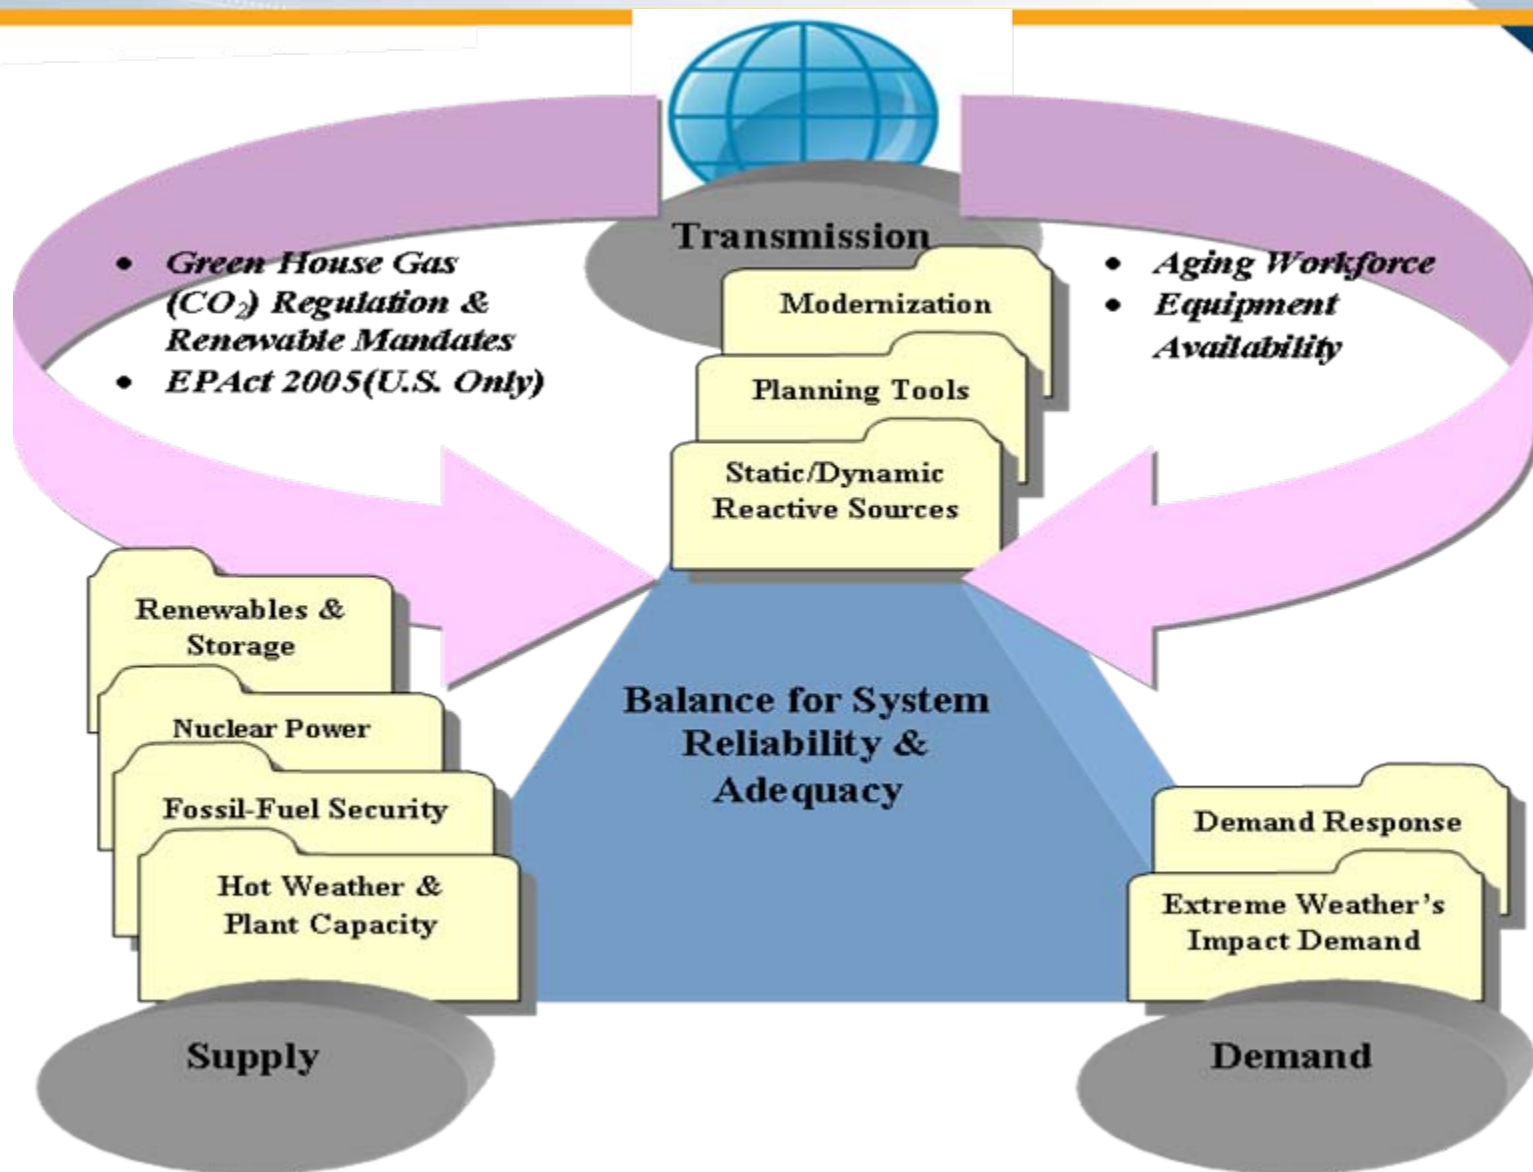 Transmission
• Green House Gas
(CO₂) Regulation &
Renewable Mandates
• EPAct 2005(U.S. Only)
• Aging Workforce
• Equipment
Availability
Modernization
Planning Tools
Static/Dynamic
Reactive Sources
Renewables &
Storage
Nuclear Power
Fossil-Fuel Security
Hot Weather &
Plant Capacity
Balance for System
Reliability &
Adequacy
Demand Response
Extreme Weather’s
Impact Demand
Supply
Demand